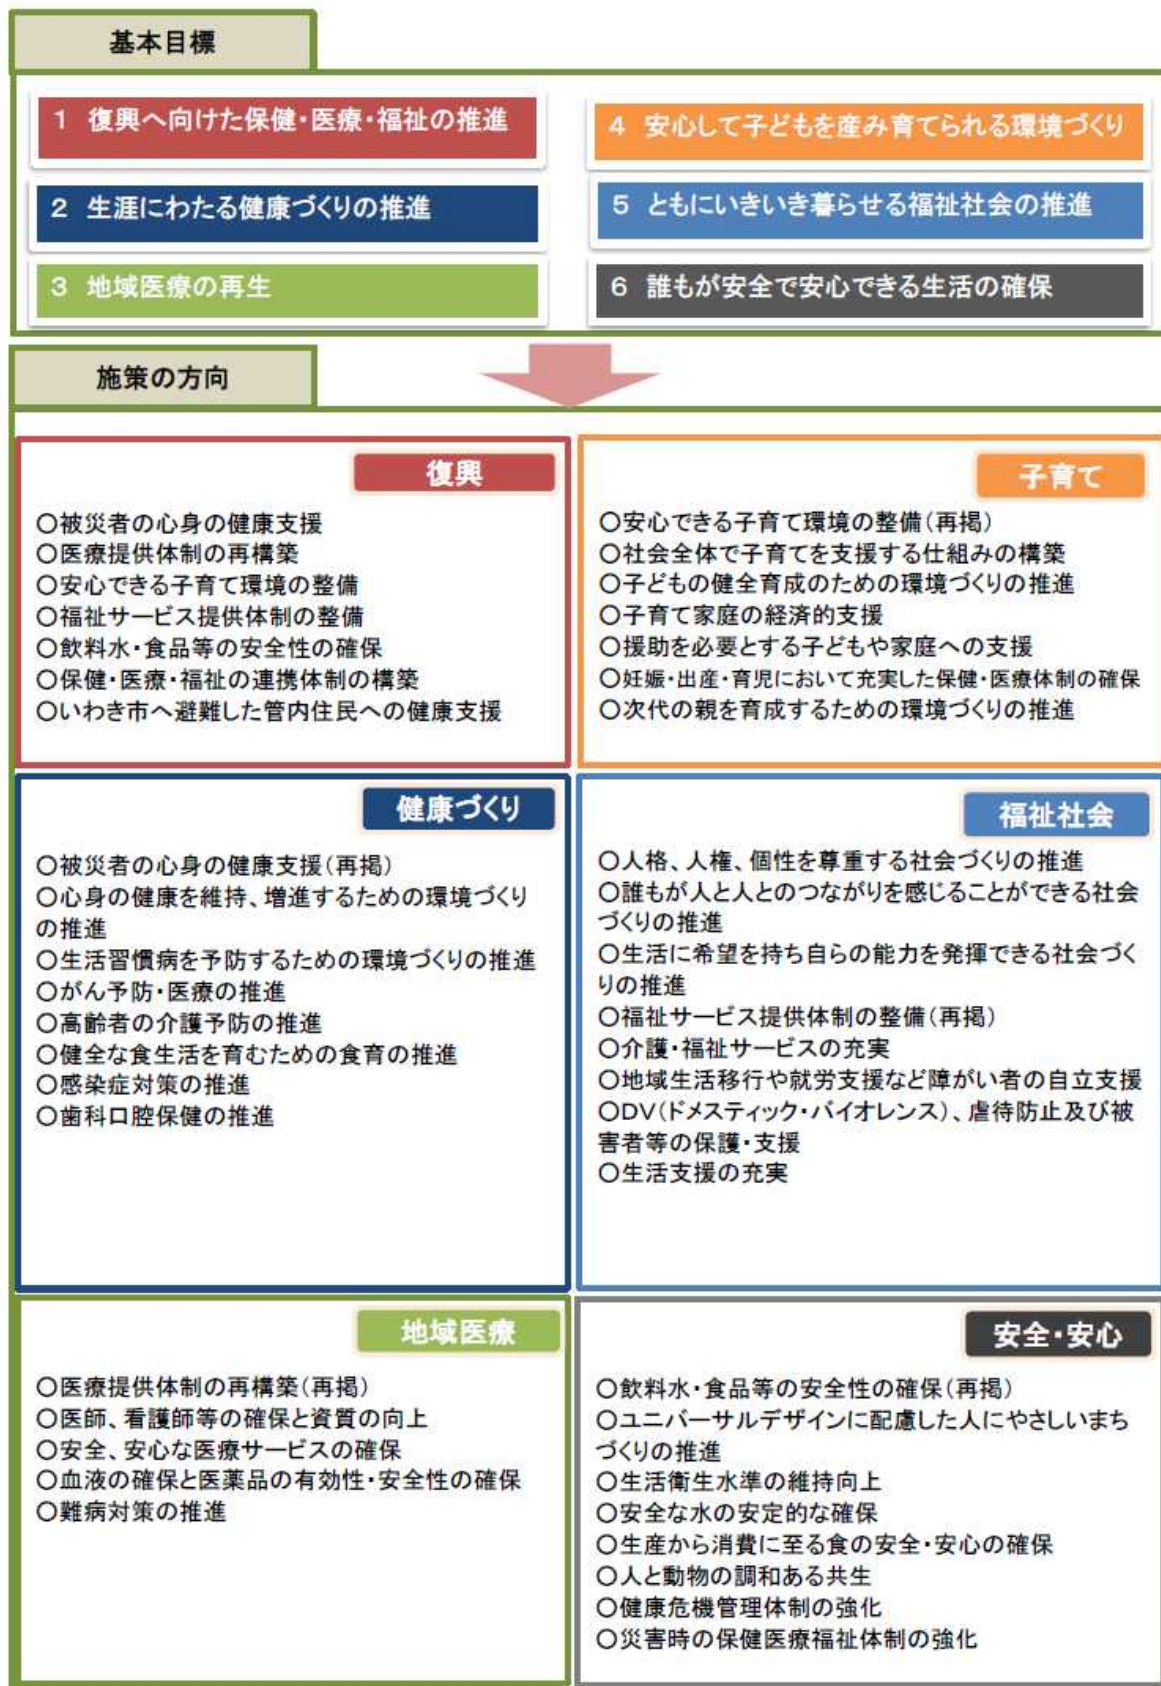 基本目標
1 復興へ向けた保健・医療・福祉の推進
2 生涯にわたる健康づくりの推進
3 地域医療の再生
4 安心して子どもを産み育てられる環境づくり
5 ともにいきいき暮らせる福祉社会の推進
6 誰もが安全で安心できる生活の確保
施策の方向
復興
○被災者の心身の健康支援
○医療提供体制の再構築
○安心できる子育て環境の整備
○福祉サービス提供体制の整備
○飲料水・食品等の安全性の確保
○保健・医療・福祉の連携体制の構築
○いわき市へ避難した管内住民への健康支援
子育て
○安心できる子育て環境の整備(再掲)
○社会全体で子育てを支援する仕組みの構築
○子どもの健全育成のための環境づくりの推進
○子育て家庭の経済的支援
○援助を必要とする子どもや家庭への支援
○妊娠・出産・育児において充実した保健・医療体制の確保
○次代の親を育成するための環境づくりの推進
健康づくり
○被災者の心身の健康支援(再掲)
○心身の健康を維持、増進するための環境づくり
の推進
○生活習慣病を予防するための環境づくりの推進
○がん予防・医療の推進
○高齢者の介護予防の推進
○健全な食生活を育むための食育の推進
○感染症対策の推進
○歯科口腔保健の推進
福祉社会
○人格、人権、個性を尊重する社会づくりの推進
○誰もが人と人とのつながりを感じることができる社会
づくりの推進
○生活に希望を持ち自らの能力を発揮できる社会づく
りの推進
○福祉サービス提供体制の整備(再掲)
○介護・福祉サービスの充実
○地域生活移行や就労支援など障がい者の自立支援
○DV(ドメスティック・バイオレンス)、虐待防止及び被
害者等の保護・支援
○生活支援の充実
地域医療
○医療提供体制の再構築(再掲)
○医師、看護師等の確保と資質の向上
○安全、安心な医療サービスの確保
○血液の確保と医薬品の有効性・安全性の確保
○難病対策の推進
安全・安心
○飲料水・食品等の安全性の確保(再掲)
○ユニバーサルデザインに配慮した人にやさしいまち
づくりの推進
○生活衛生水準の維持向上
○安全な水の安定的な確保
○生産から消費に至る食の安全・安心の確保
○人と動物の調和ある共生
○健康危機管理体制の強化
○災害時の保健医療福祉体制の強化